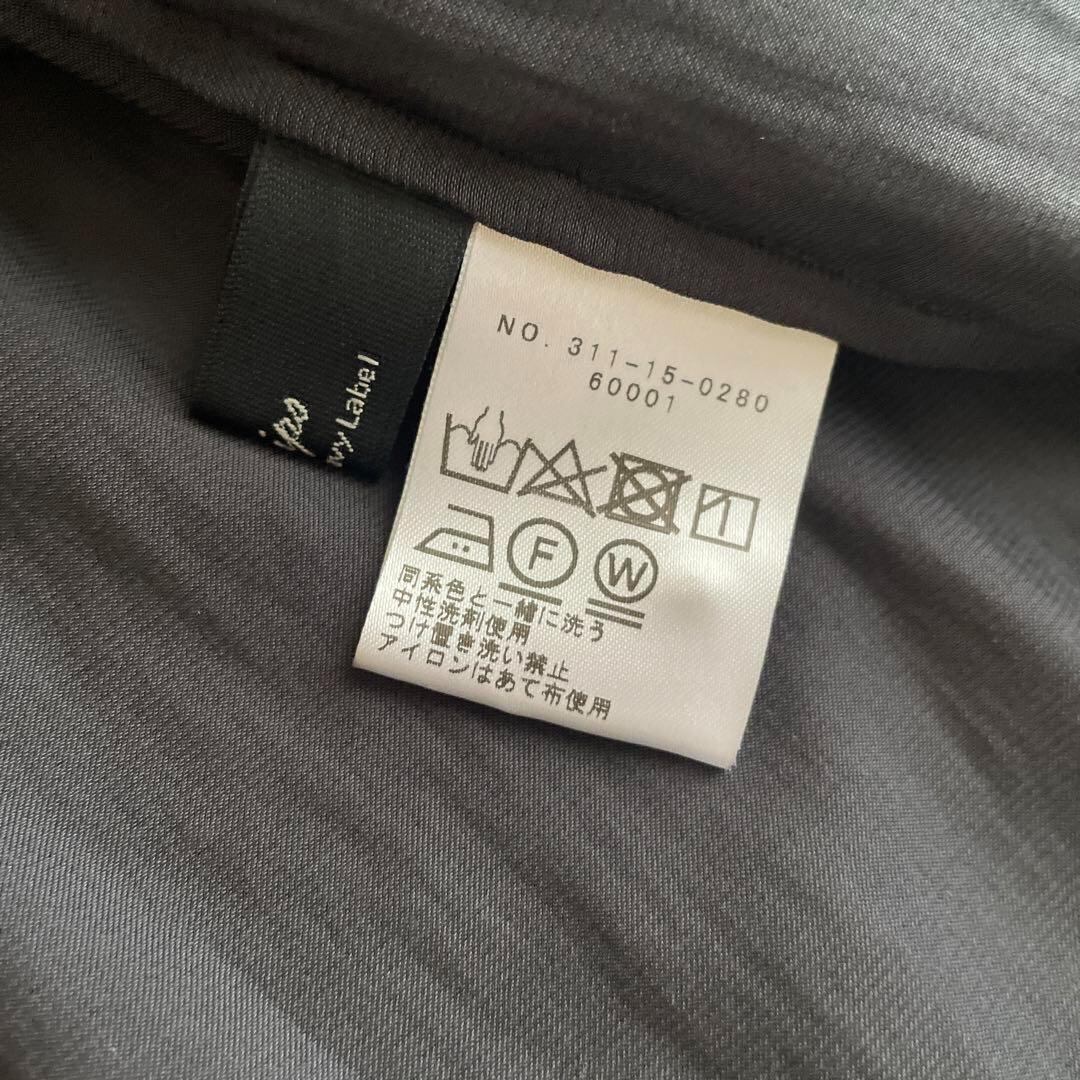 Label
NO. 311-15-0280
60001
1
F
W
同系色と一緒に洗う
中性洗剤使用
つけ置き洗い禁止
アイロンはあて布使用